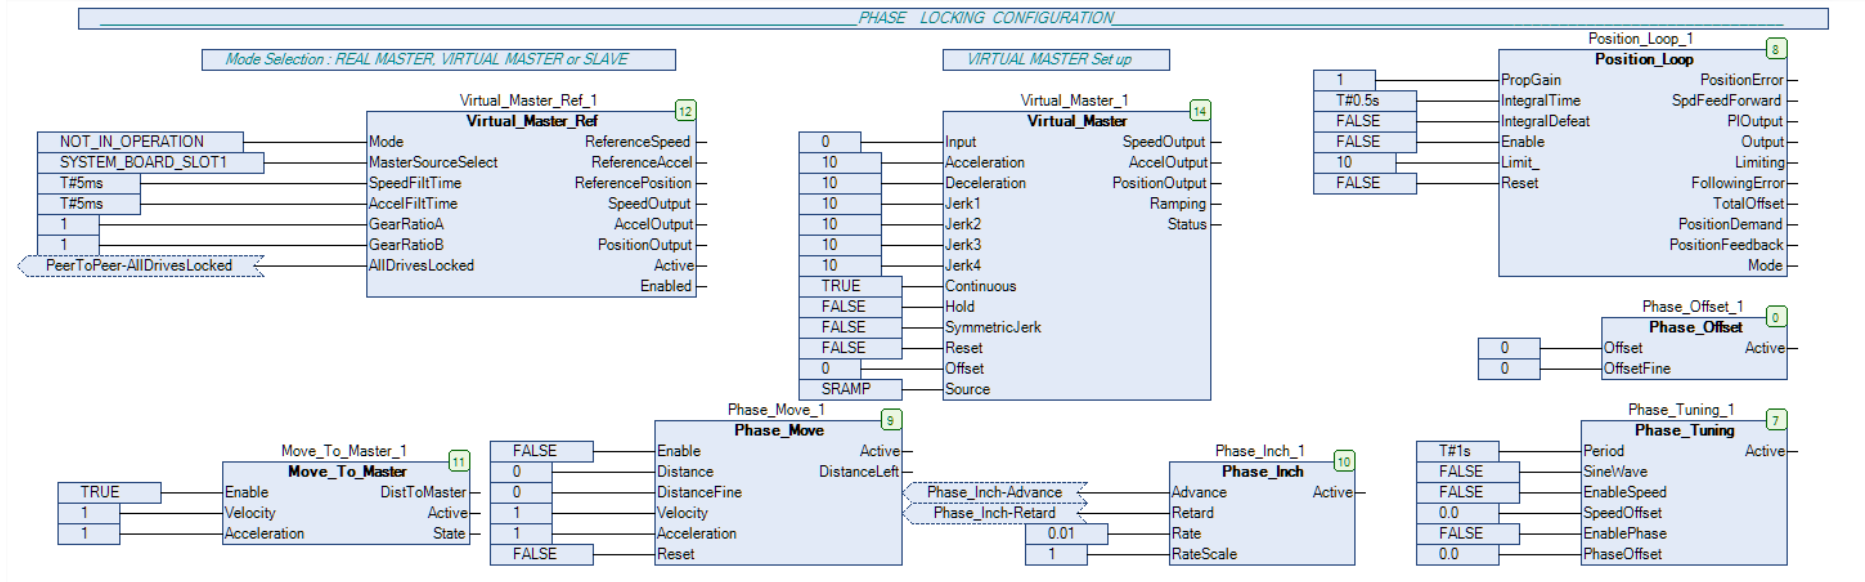 PHASE LOCKING CONFIGURATION
Mode Selection : REAL MASTER, VIRTUAL MASTER or SLAVE
VIRTUAL MASTER Set up
Virtual_Master_Ref_1
12
Virtual_Master_Ref
NOT_IN_OPERATION Mode ReferenceSpeed
SYSTEM_BOARD_SLOT1 MasterSourceSelect ReferenceAccel
T#5ms SpeedFiltTime ReferencePosition
T#5ms AccelFiltTime SpeedOutput
1 GearRatioA AccelOutput
1 GearRatioB PositionOutput
PeerToPeer-AllDrivesLocked AllDrivesLocked Active
Enabled
Virtual_Master_1
14
Virtual_Master
0 Input SpeedOutput
10 Acceleration AccelOutput
10 Deceleration PositionOutput
10 Jerk1 Ramping
10 Jerk2 Status
10 Jerk3
10 Jerk4
TRUE Continuous
FALSE Hold
FALSE SymmetricJerk
FALSE Reset
0 Offset
SRAMP Source
Position_Loop_1
8
Position_Loop
1 PropGain PositionError
T#0.5s IntegralTime SpdFeedForward
FALSE IntegralDefeat PIOutput
FALSE Enable Output
10 Limit_ Limiting
FALSE Reset FollowingError
TotalOffset
PositionDemand
PositionFeedback
Mode
Phase_Offset_1
0
Phase_Offset
0 Offset Active
0 OffsetFine
Move_To_Master_1
11
Move_To_Master
TRUE Enable DistToMaster
1 Velocity Active
1 Acceleration State
Phase_Move_1
9
Phase_Move
FALSE Enable Active
0 Distance DistanceLeft
0 DistanceFine
1 Velocity
1 Acceleration
FALSE Reset
Phase_Inch_1
10
Phase_Inch
Phase_Inch-Advance Advance Active
Phase_Inch-Retard Retard
0.01 Rate
1 RateScale
Phase_Tuning_1
7
Phase_Tuning
T#1s Period Active
FALSE SineWave
FALSE EnableSpeed
0.0 SpeedOffset
FALSE EnablePhase
0.0 PhaseOffset